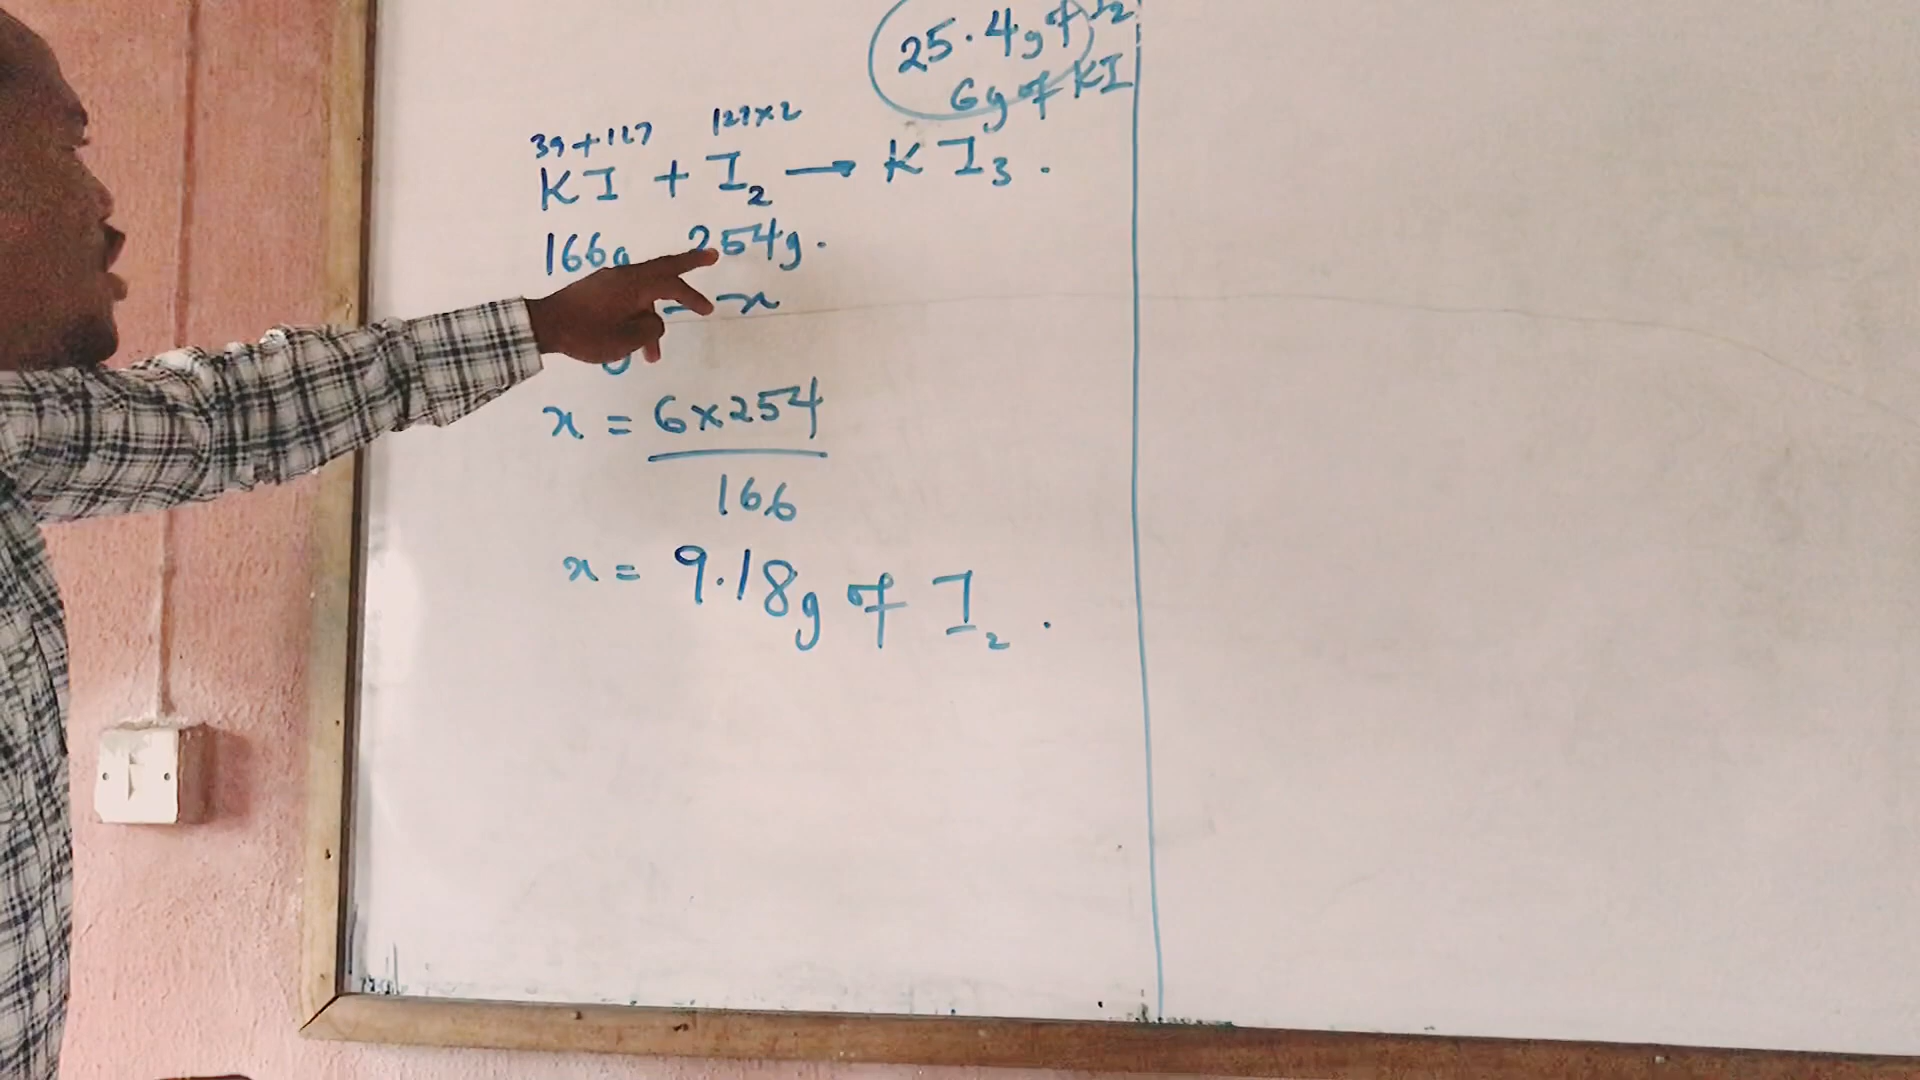 25.4g of I₂
6g of KI
39+127 127×2
KI + I₂ → KI₃.
166g 254g.
x
x = 6×254
166
x = 9.18g of I₂.